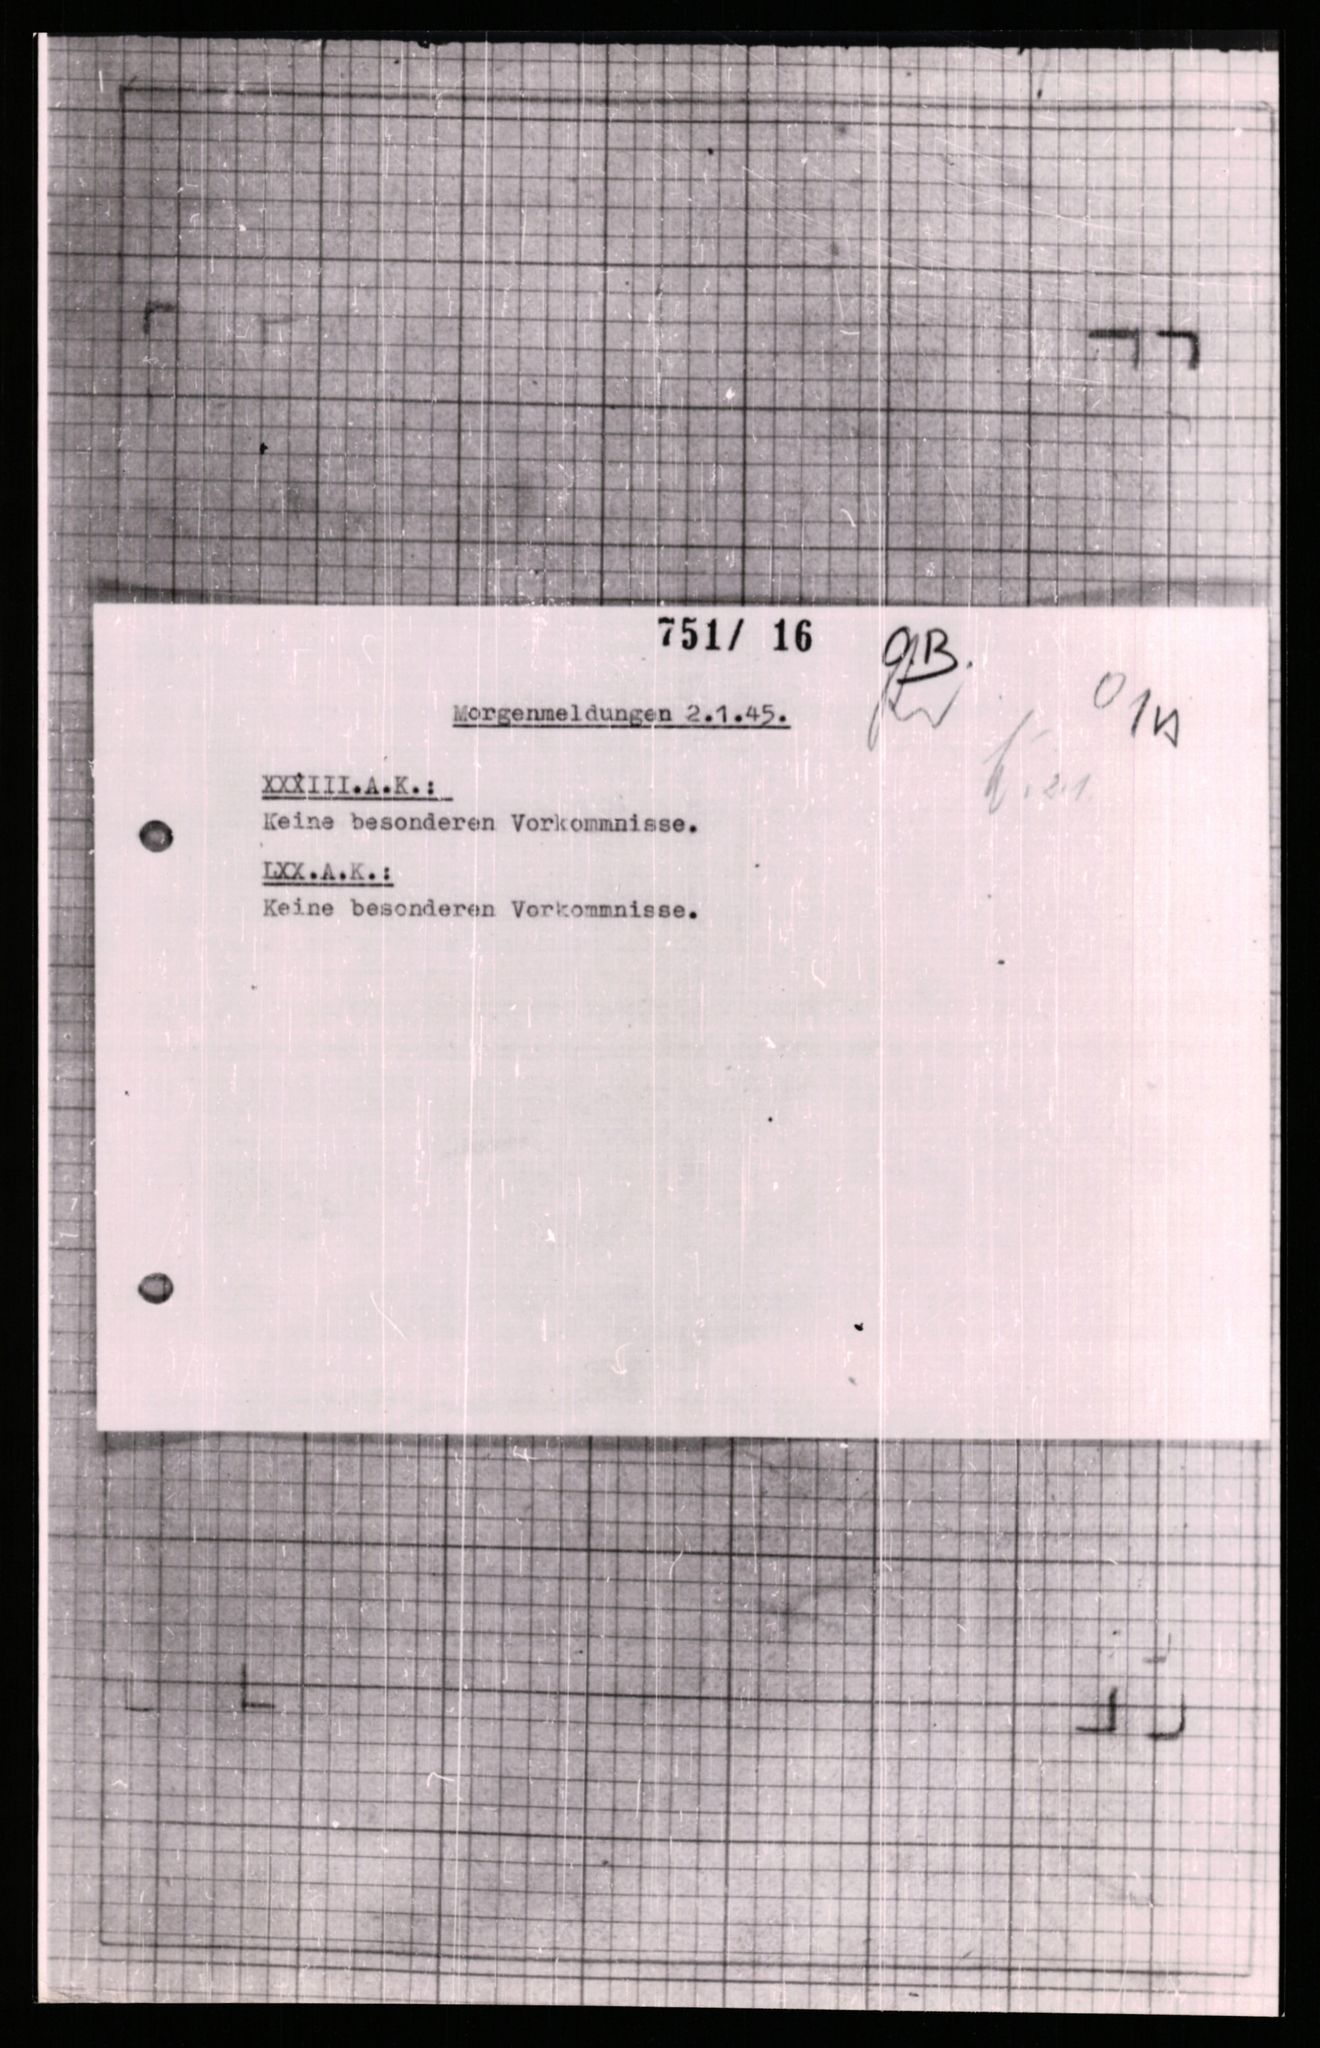 751/ 16
Morgenmeldungen 2.1.45.
XXXIII.A.K.:
Keine besonderen Vorkommnisse.
LXX.A.K.:
Keine besonderen Vorkommnisse.